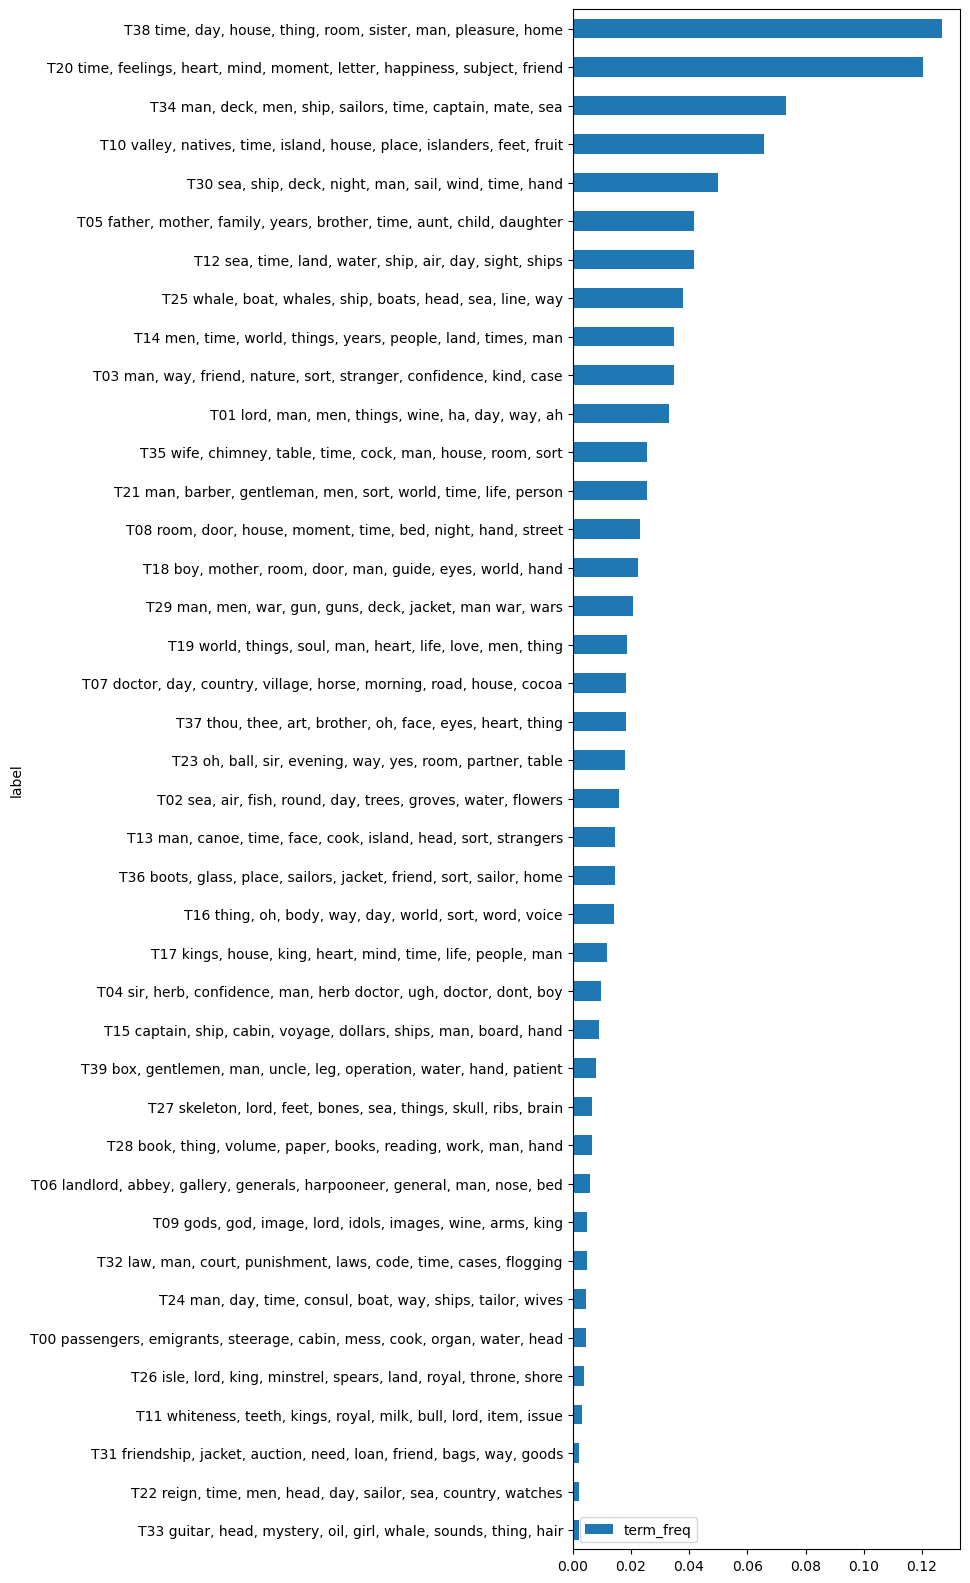 T38 time, day, house, thing, room, sister, man, pleasure, home
T20 time, feelings, heart, mind, moment, letter, happiness, subject, friend
T34 man, deck, men, ship, sailors, time, captain, mate, sea
T10 valley, natives, time, island, house, place, islanders, feet, fruit
T30 sea, ship, deck, night, man, sail, wind, time, hand
T05 father, mother, family, years, brother, time, aunt, child, daughter
T12 sea, time, land, water, ship, air, day, sight, ships
T25 whale, boat, whales, ship, boats, head, sea, line, way
T14 men, time, world, things, years, people, land, times, man
T03 man, way, friend, nature, sort, stranger, confidence, kind, case
T01 lord, man, men, things, wine, ha, day, way, ah
T35 wife, chimney, table, time, cock, man, house, room, sort
T21 man, barber, gentleman, men, sort, world, time, life, person
T08 room, door, house, moment, time, bed, night, hand, street
T18 boy, mother, room, door, man, guide, eyes, world, hand
T29 man, men, war, gun, guns, deck, jacket, man war, wars
T19 world, things, soul, man, heart, life, love, men, thing
T07 doctor, day, country, village, horse, morning, road, house, cocoa
T37 thou, thee, art, brother, oh, face, eyes, heart, thing
T23 oh, ball, sir, evening, way, yes, room, partner, table
label
T02 sea, air, fish, round, day, trees, groves, water, flowers
T13 man, canoe, time, face, cook, island, head, sort, strangers
T36 boots, glass, place, sailors, jacket, friend, sort, sailor, home
T16 thing, oh, body, way, day, world, sort, word, voice
T17 kings, house, king, heart, mind, time, life, people, man
T04 sir, herb, confidence, man, herb doctor, ugh, doctor, dont, boy
T15 captain, ship, cabin, voyage, dollars, ships, man, board, hand
T39 box, gentlemen, man, uncle, leg, operation, water, hand, patient
T27 skeleton, lord, feet, bones, sea, things, skull, ribs, brain
T28 book, thing, volume, paper, books, reading, work, man, hand
T06 landlord, abbey, gallery, generals, harpooneer, general, man, nose, bed
T09 gods, god, image, lord, idols, images, wine, arms, king
T32 law, man, court, punishment, laws, code, time, cases, flogging
T24 man, day, time, consul, boat, way, ships, tailor, wives
T00 passengers, emigrants, steerage, cabin, mess, cook, organ, water, head
T26 isle, lord, king, minstrel, spears, land, royal, throne, shore
T11 whiteness, teeth, kings, royal, milk, bull, lord, item, issue
T31 friendship, jacket, auction, need, loan, friend, bags, way, goods
T22 reign, time, men, head, day, sailor, sea, country, watches
T33 guitar, head, mystery, oil, girl, whale, sounds, thing, hair
term_freq
0.00 0.02 0.04 0.06 0.08 0.10 0.12